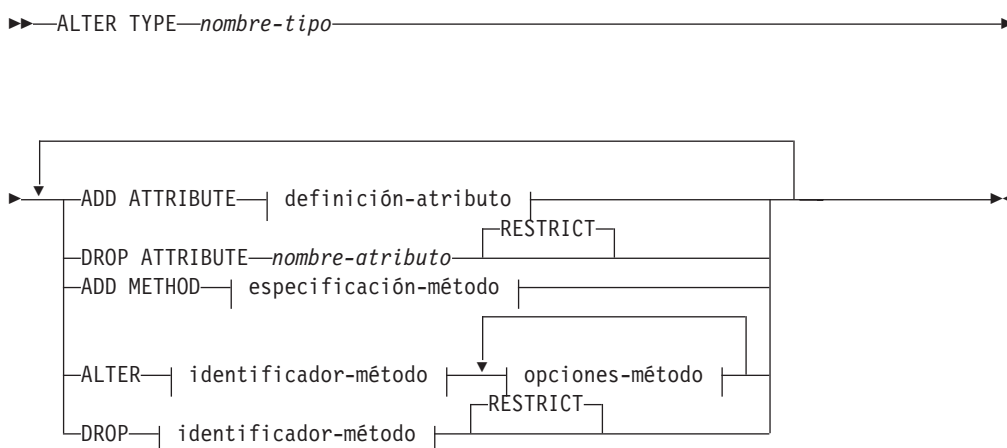 ALTER TYPE nombre-tipo
ADD ATTRIBUTE definición-atributo
RESTRICT
DROP ATTRIBUTE nombre-atributo
ADD METHOD especificación-método
ALTER identificador-método opciones-método
RESTRICT
DROP identificador-método